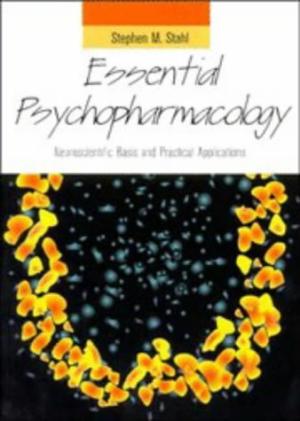 Stephen M. Stahl
Essential
Psychopharmacology
Neuroscientific Basis and Practical Applications